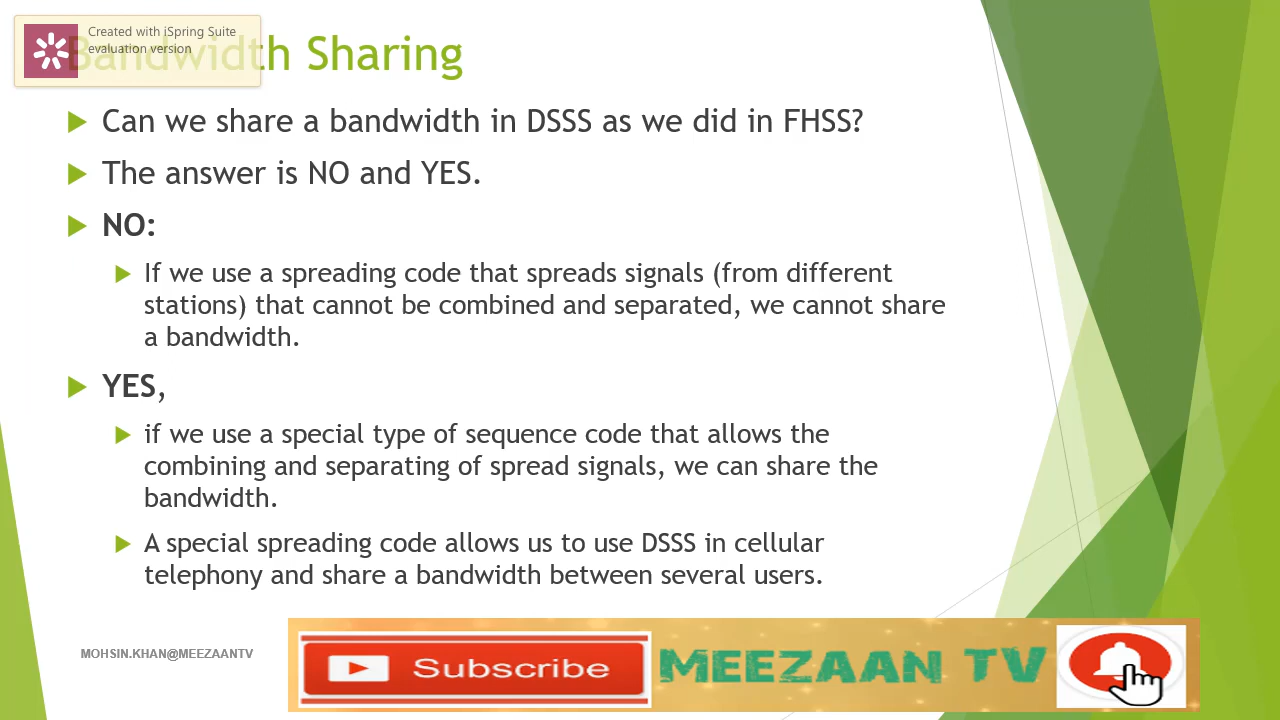 Created with iSpring Suite
evaluation version
Bandwidth Sharing
Can we share a bandwidth in DSSS as we did in FHSS?
The answer is NO and YES.
NO:
If we use a spreading code that spreads signals (from different
stations) that cannot be combined and separated, we cannot share
a bandwidth.
YES,
if we use a special type of sequence code that allows the
combining and separating of spread signals, we can share the
bandwidth.
A special spreading code allows us to use DSSS in cellular
telephony and share a bandwidth between several users.
MOHSIN.KHAN@MEEZAANTV
Subscribe
MEEZAAN TV